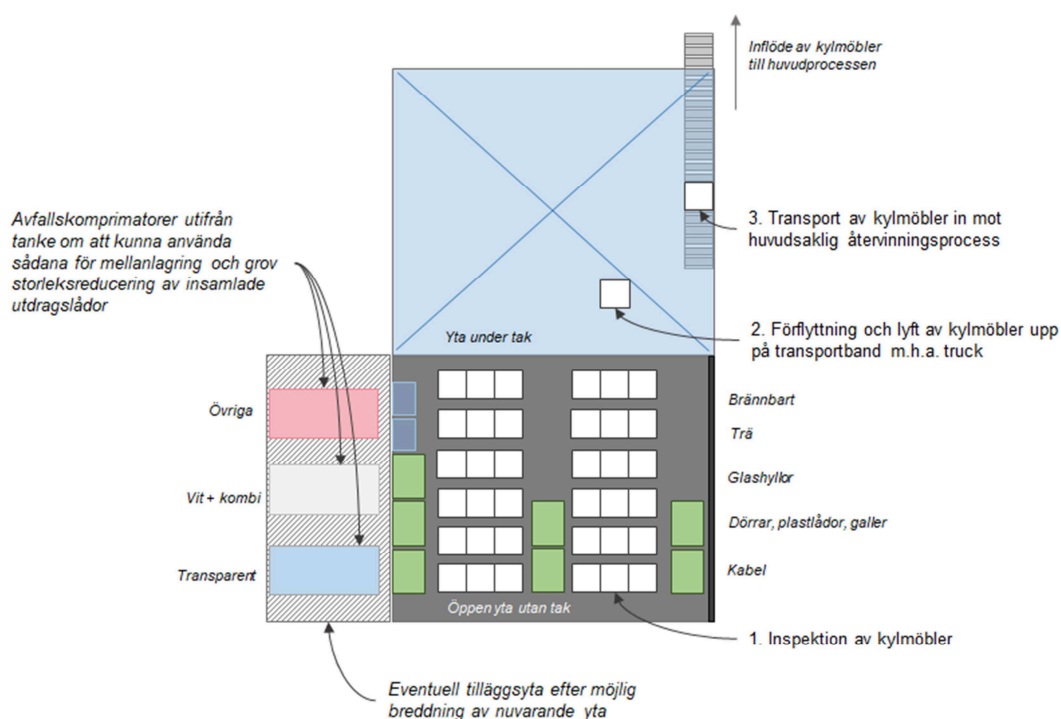 Inflöde av kylmöbler
till huvudprocessen
Avfallskomprimatorer utifrån
tanke om att kunna använda
sådana för mellanlagring och grov
storleksreducering av insamlade
utdragslådor
3. Transport av kylmöbler in mot
huvudsaklig återvinningsprocess
2. Förflyttning och lyft av kylmöbler upp
på transportband m.h.a. truck
Yta under tak
Övriga
Vit + kombi
Transparent
Brännbart
Trä
Glashyllor
Dörrar, plastlådor, galler
Kabel
Öppen yta utan tak
1. Inspektion av kylmöbler
Eventuell tilläggsyta efter möjlig
breddning av nuvarande yta